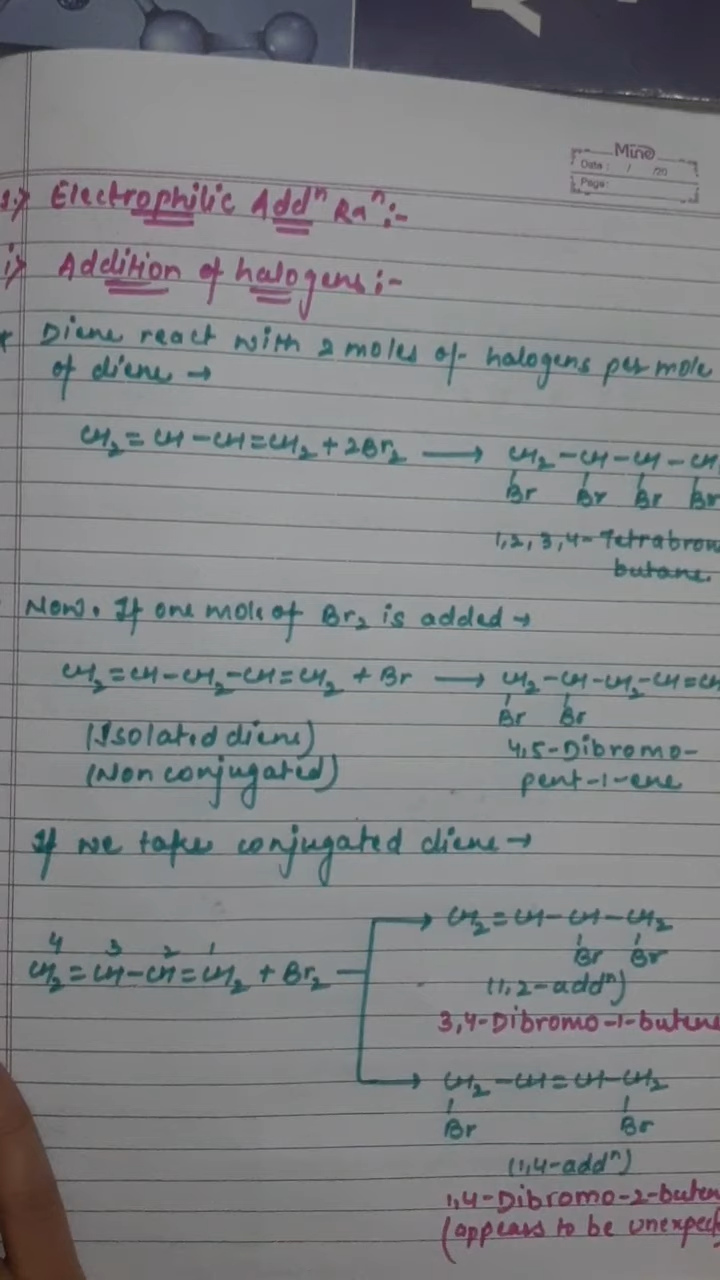 Mino
Date : / /20
Page:
1.> Electrophilic Addⁿ Raⁿ:-
i> Addition of halogens :-
* Diene react with 2 moles of halogens per mole
of diene →
CH₂=CH-CH=CH₂ + 2Br₂ ⟶ CH₂-CH-CH-CH
Br Br Br Br
1,2,3,4-Tetrabrom
butane.
Now. If one mole of Br₂ is added →
CH₂=CH-CH₂-CH=CH₂ + Br ⟶ CH₂-CH-CH₂-CH=CH
Br Br
(Isolated diene) 4,5-Dibromo-
(Non conjugated) pent-1-ene
If we take conjugated diene →
CH₂=CH-CH-CH₂
Br Br
4 3 2 1
CH₂=CH-CH=CH₂ + Br₂
(1,2-addⁿ)
3,4-Dibromo-1-butene
CH₂-CH=CH-CH₂
Br Br
(1,4-addⁿ)
1,4-Dibromo-2-buten
(appears to be unexpec